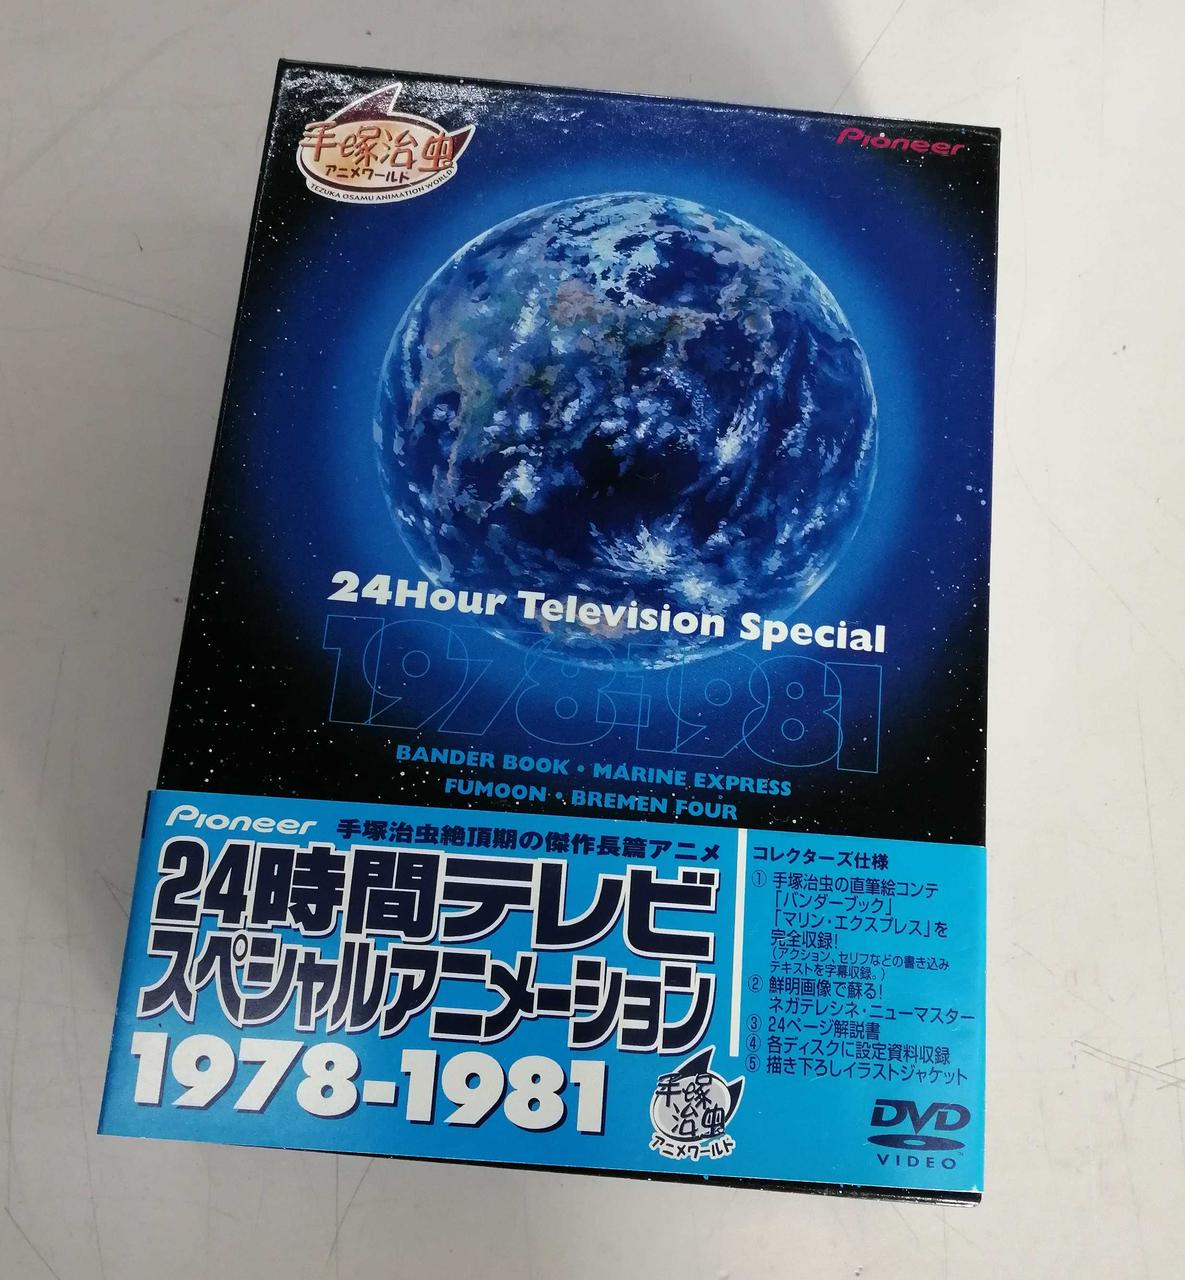 手塚治虫
アニメワールド
TEZUKA OSAMU ANIMATION WORLD
Pioneer
24Hour Television Special
1978-1981
BANDER BOOK・MARINE EXPRESS
FUMOON・BREMEN FOUR
Pioneer
手塚治虫絶頂期の傑作長篇アニメ
24時間テレビ
スペシャルアニメーション
1978-1981
手塚
治虫
アニメワールド
コレクターズ仕様
① 手塚治虫の直筆絵コンテ
「バンダーブック」
「マリン・エクスプレス」を
完全収録!
(アクション、セリフなどの書き込み
テキストを字幕収録。)
② 鮮明画像で蘇る!
ネガテレシネ・ニューマスター
③ 24ページ解説書
④ 各ディスクに設定資料収録
⑤ 描き下ろしイラストジャケット
DVD
VIDEO